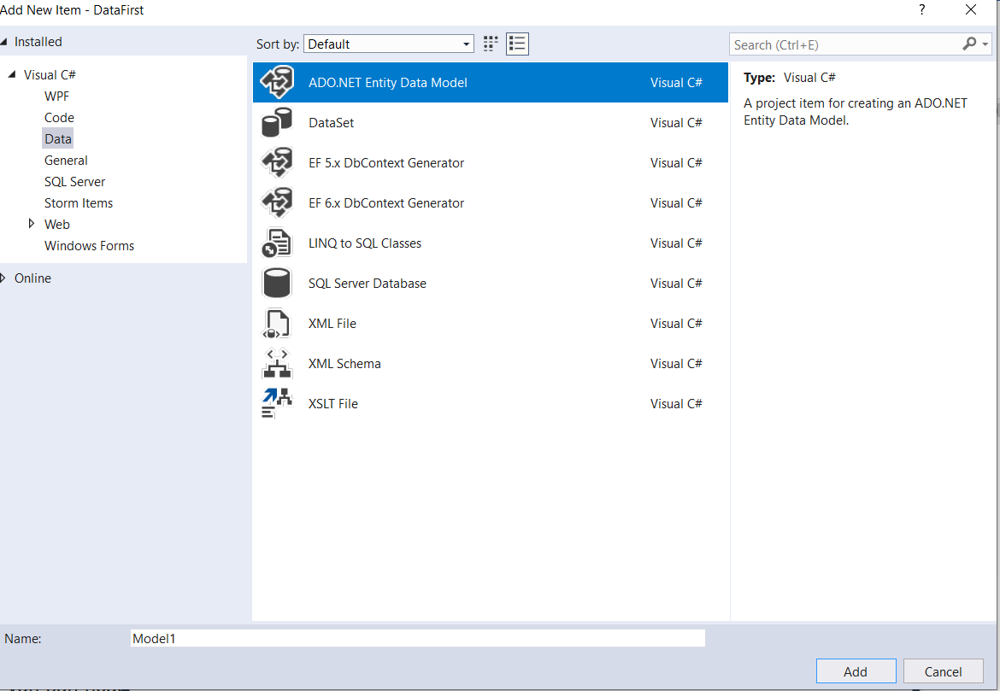 Add New Item - DataFirst
?
Installed
Sort by: Default
Search (Ctrl+E)
Visual C#
WPF
Code
Data
General
SQL Server
Storm Items
Web
Windows Forms
Online
ADO.NET Entity Data Model Visual C#
DataSet Visual C#
EF 5.x DbContext Generator Visual C#
EF 6.x DbContext Generator Visual C#
LINQ to SQL Classes Visual C#
SQL Server Database Visual C#
XML File Visual C#
XML Schema Visual C#
XSLT File Visual C#
Type: Visual C#
A project item for creating an ADO.NET
Entity Data Model.
Name: Model1
Add Cancel